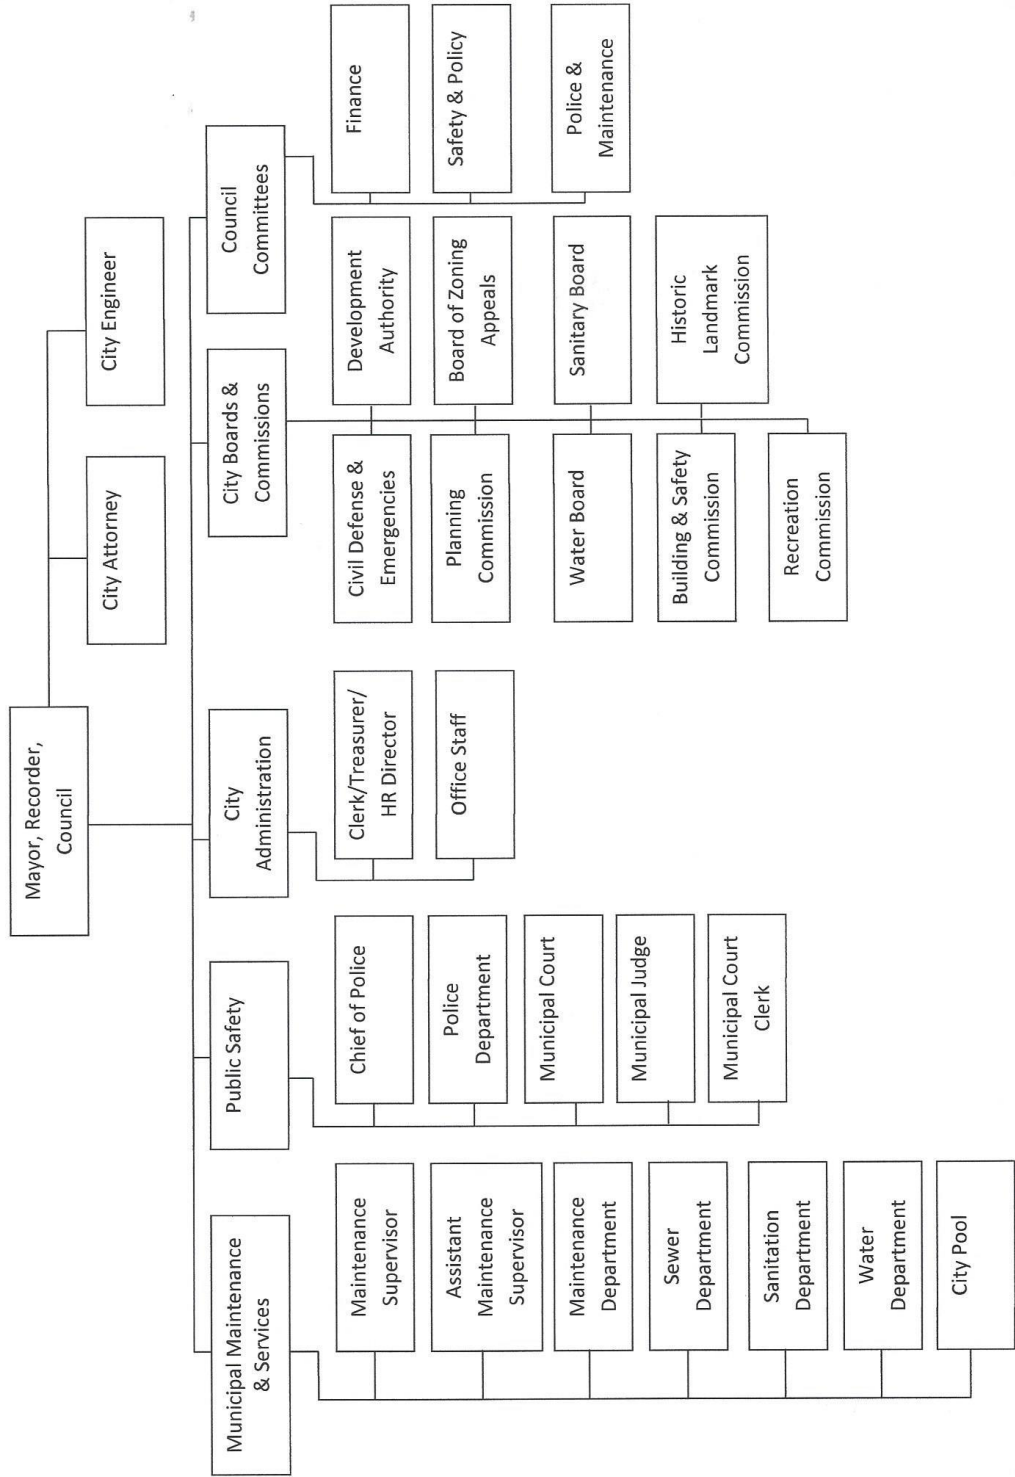 Mayor, Recorder,
Council
City Attorney
City Engineer
Municipal Maintenance
& Services
Public Safety
City
Administration
City Boards &
Commissions
Council
Committees
Maintenance
Supervisor
Assistant
Maintenance
Supervisor
Maintenance
Department
Sewer
Department
Sanitation
Department
Water
Department
City Pool
Chief of Police
Police
Department
Municipal Court
Municipal Judge
Municipal Court
Clerk
Clerk/Treasurer/
HR Director
Office Staff
Civil Defense &
Emergencies
Development
Authority
Planning
Commission
Board of Zoning
Appeals
Water Board
Sanitary Board
Building & Safety
Commission
Historic
Landmark
Commission
Recreation
Commission
Finance
Safety & Policy
Police &
Maintenance